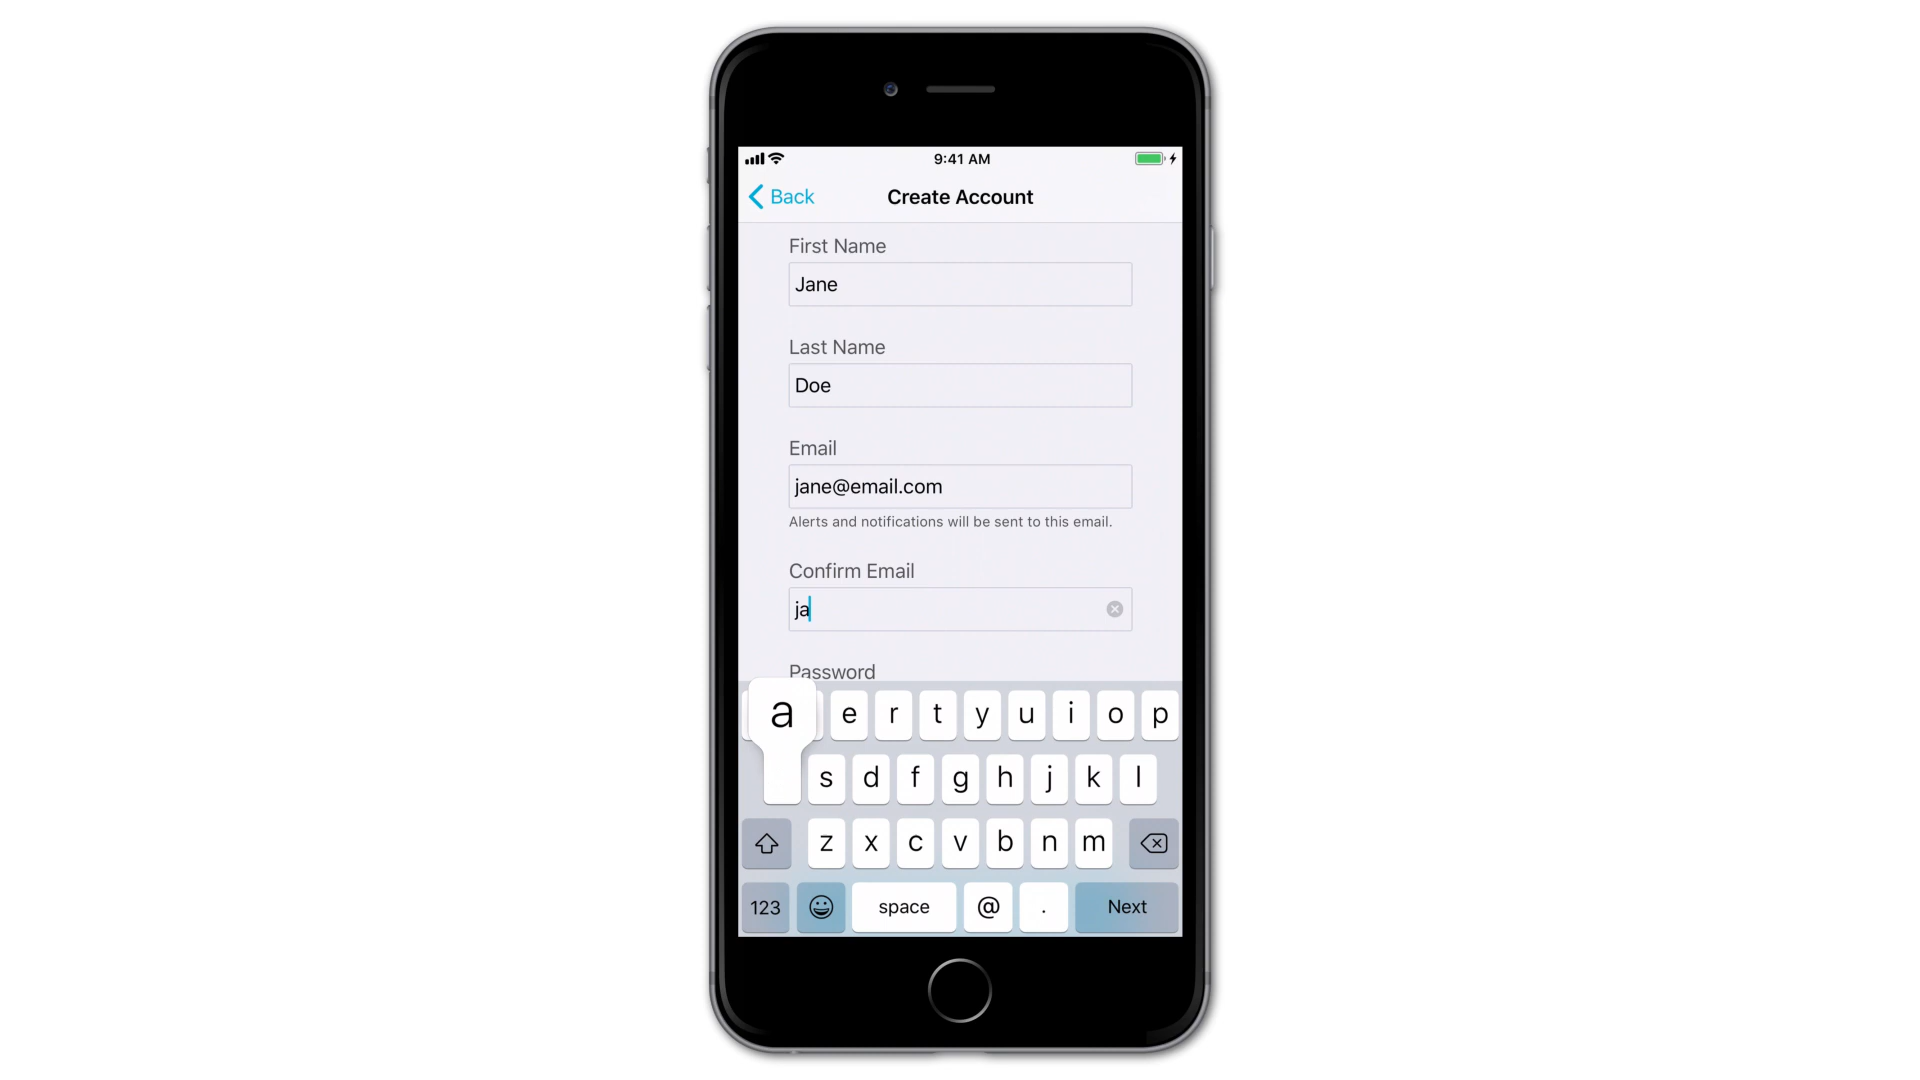 9:41 AM
Back Create Account
First Name
Jane
Last Name
Doe
Email
jane@email.com
Alerts and notifications will be sent to this email.
Confirm Email
ja
Password
a e r t y u i o p
s d f g h j k l
z x c v b n m
123 space @ . Next